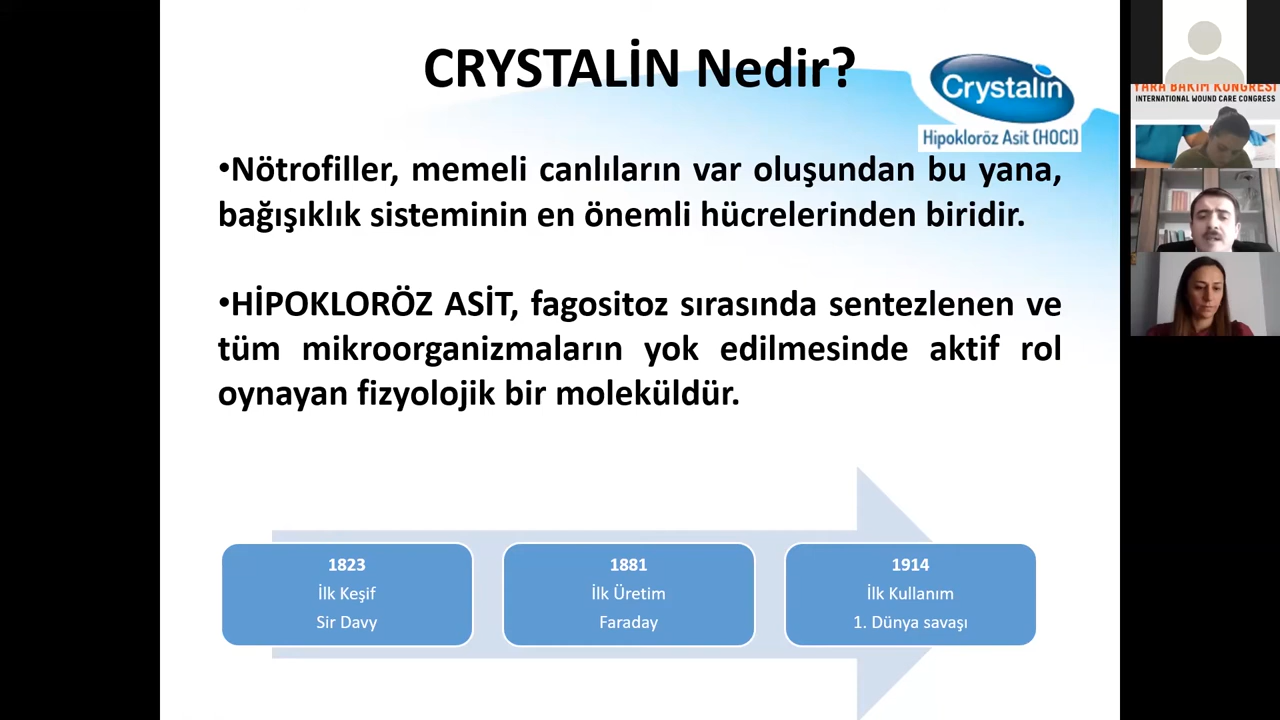 CRYSTALİN Nedir?
Crystalin
Hipokloröz Asit (HOCl)
•Nötrofiller, memeli canlıların var oluşundan bu yana,
bağışıklık sisteminin en önemli hücrelerinden biridir.
•HİPOKLORÖZ ASİT, fagositoz sırasında sentezlenen ve
tüm mikroorganizmaların yok edilmesinde aktif rol
oynayan fizyolojik bir moleküldür.
1823
İlk Keşif
Sir Davy
1881
İlk Üretim
Faraday
1914
İlk Kullanım
1. Dünya savaşı
YARA BAKIM KONGRESİ
INTERNATIONAL WOUND CARE CONGRESS